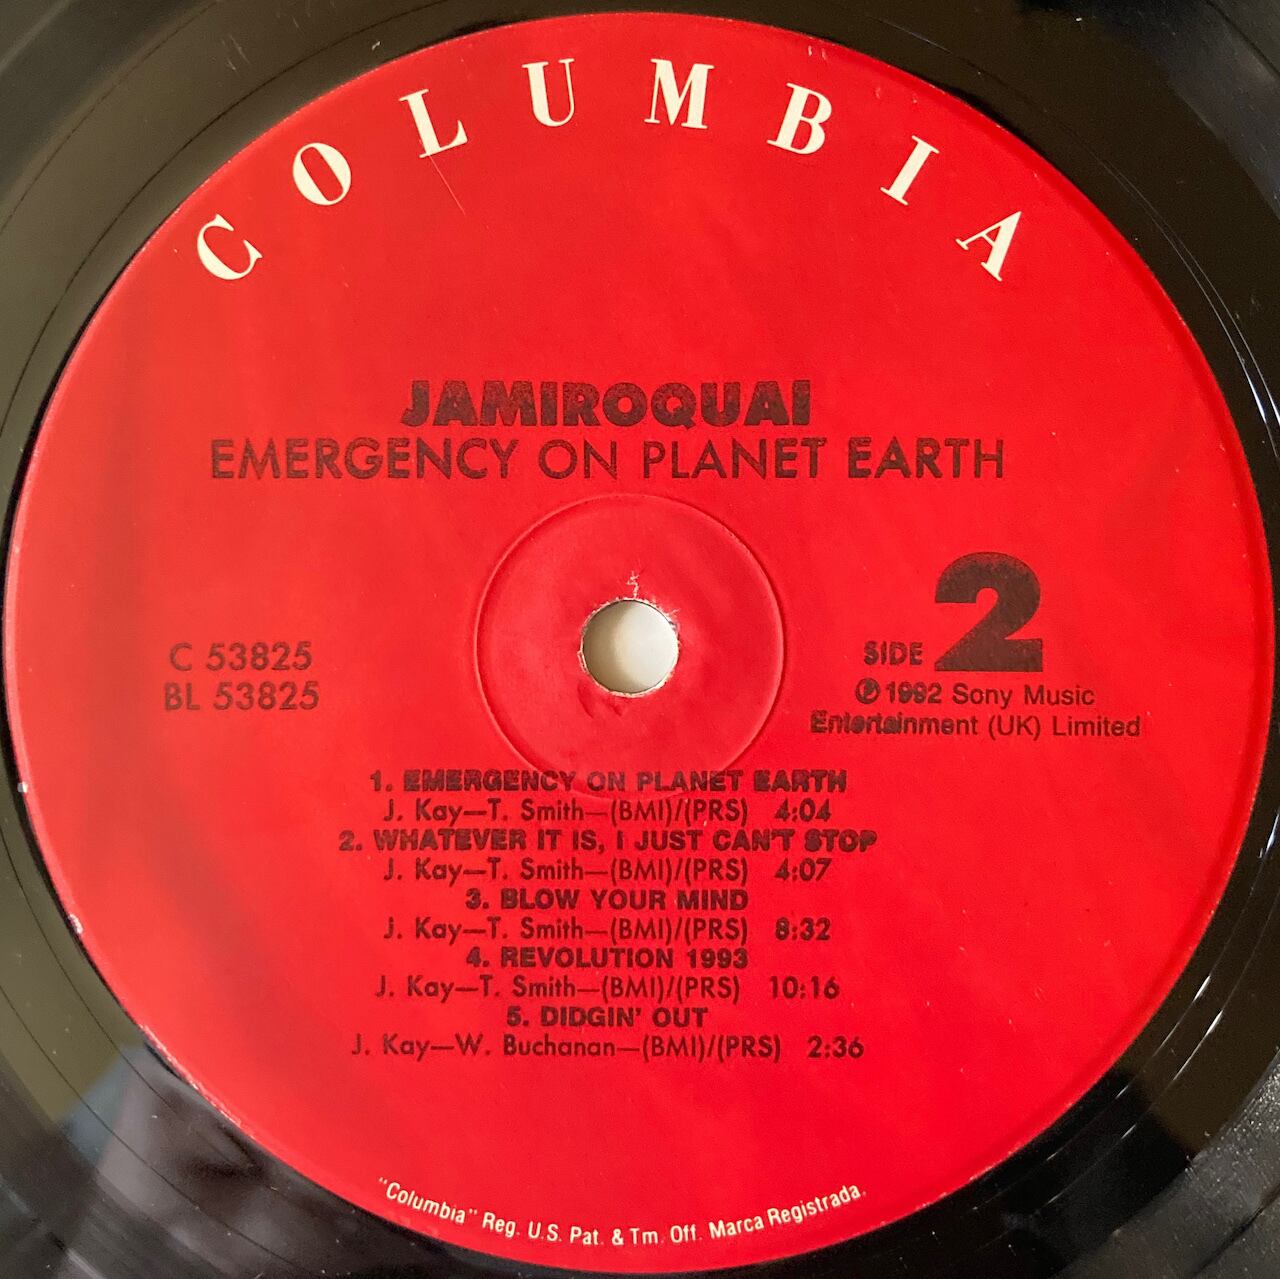 COLUMBIA
JAMIROQUAI
EMERGENCY ON PLANET EARTH
C 53825
BL 53825
SIDE 2
℗ 1992 Sony Music
Entertainment (UK) Limited
1. EMERGENCY ON PLANET EARTH
J. Kay—T. Smith—(BMI)/(PRS) 4:04
2. WHATEVER IT IS, I JUST CAN'T STOP
J. Kay—T. Smith—(BMI)/(PRS) 4:07
3. BLOW YOUR MIND
J. Kay—T. Smith—(BMI)/(PRS) 8:32
4. REVOLUTION 1993
J. Kay—T. Smith—(BMI)/(PRS) 10:16
5. DIDGIN' OUT
J. Kay—W. Buchanan—(BMI)/(PRS) 2:36
"Columbia" Reg. U.S. Pat. & Tm. Off. Marca Registrada.